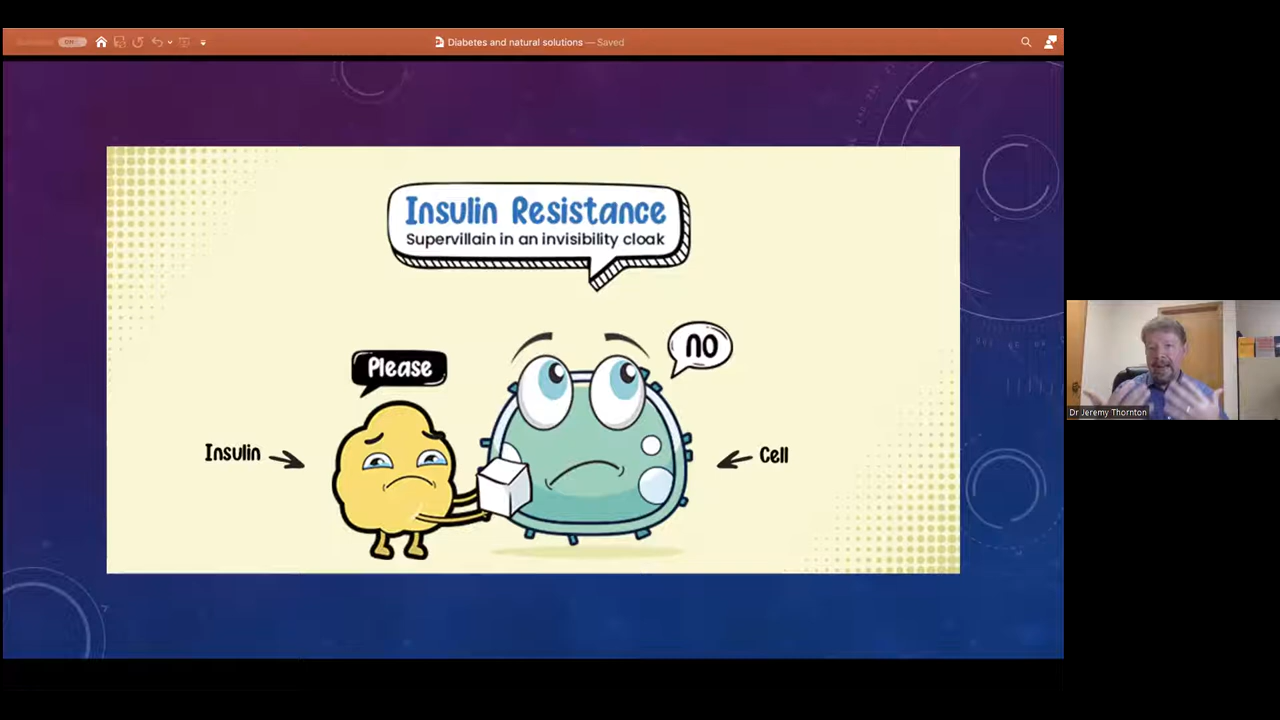 Diabetes and natural solutions — Saved
Insulin Resistance
Supervillain in an invisibility cloak
NO
Please
Insulin
Cell
Dr Jeremy Thornton